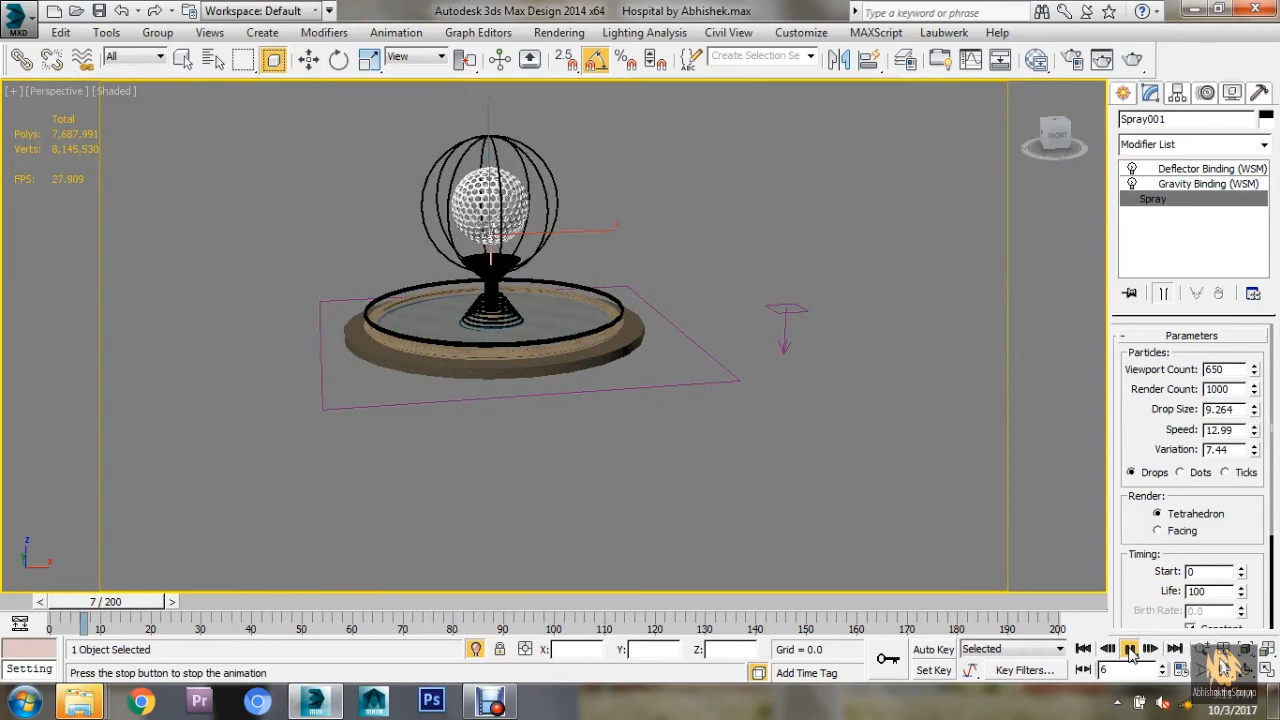 Workspace: Default
Autodesk 3ds Max Design 2014 x64 Hospital by Abhishek.max
Type a keyword or phrase
MXD
Edit Tools Group Views Create Modifiers Animation Graph Editors Rendering Lighting Analysis Civil View Customize MAXScript Laubwerk Help
All View 2.5 Create Selection Se
[+][Perspective][Shaded]
Total
Polys: 7,687,991
Verts: 8,145,530
FPS: 27.909
FRONT
z
x
Spray001
Modifier List
Deflector Binding (WSM)
Gravity Binding (WSM)
Spray
Parameters
Particles:
Viewport Count: 650
Render Count: 1000
Drop Size: 9.264
Speed: 12.99
Variation: 7.44
Drops Dots Ticks
Render:
Tetrahedron
Facing
Timing:
Start: 0
Life: 100
Birth Rate: 0.0
< 7 / 200 >
0 10 20 30 40 50 60 70 80 90 100 110 120 130 140 150 160 170 180 190 200
1 Object Selected X: Y: Z: Grid = 0.0 Auto Key Selected
Setting Press the stop button to stop the animation Add Time Tag Set Key Key Filters... 6
Pr Ps
10/3/2017